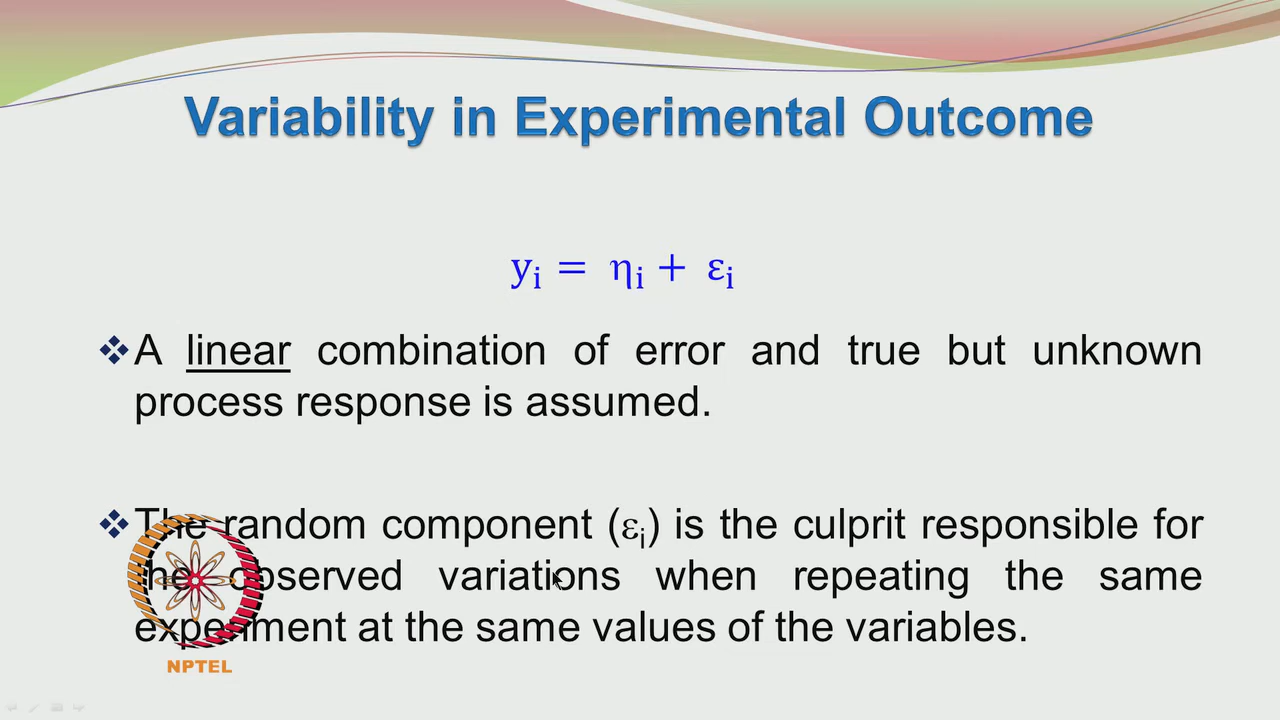 Variability in Experimental Outcome
yᵢ = ηᵢ + εᵢ
❖A linear combination of error and true but unknown
process response is assumed.
❖The random component (εᵢ) is the culprit responsible for
the observed variations when repeating the same
experiment at the same values of the variables.
NPTEL